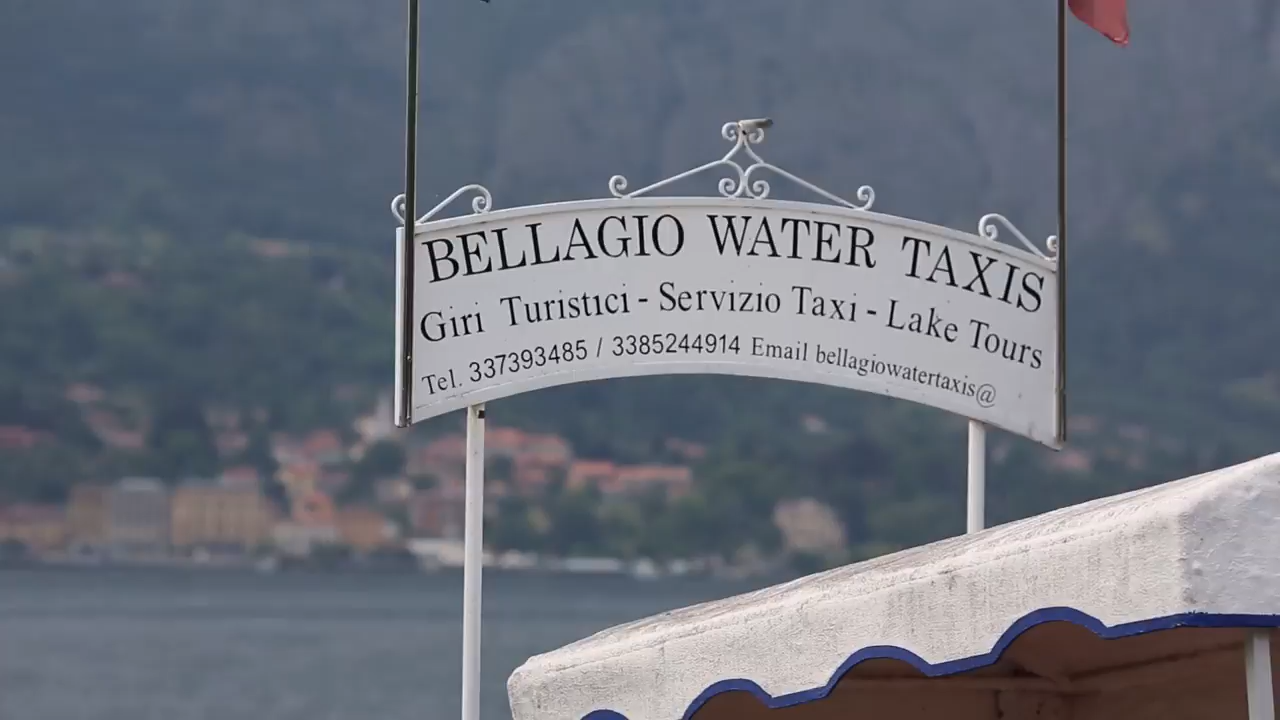 BELLAGIO WATER TAXIS
Giri Turistici - Servizio Taxi - Lake Tours
Tel. 337393485 / 3385244914 Email bellagiowatertaxis@